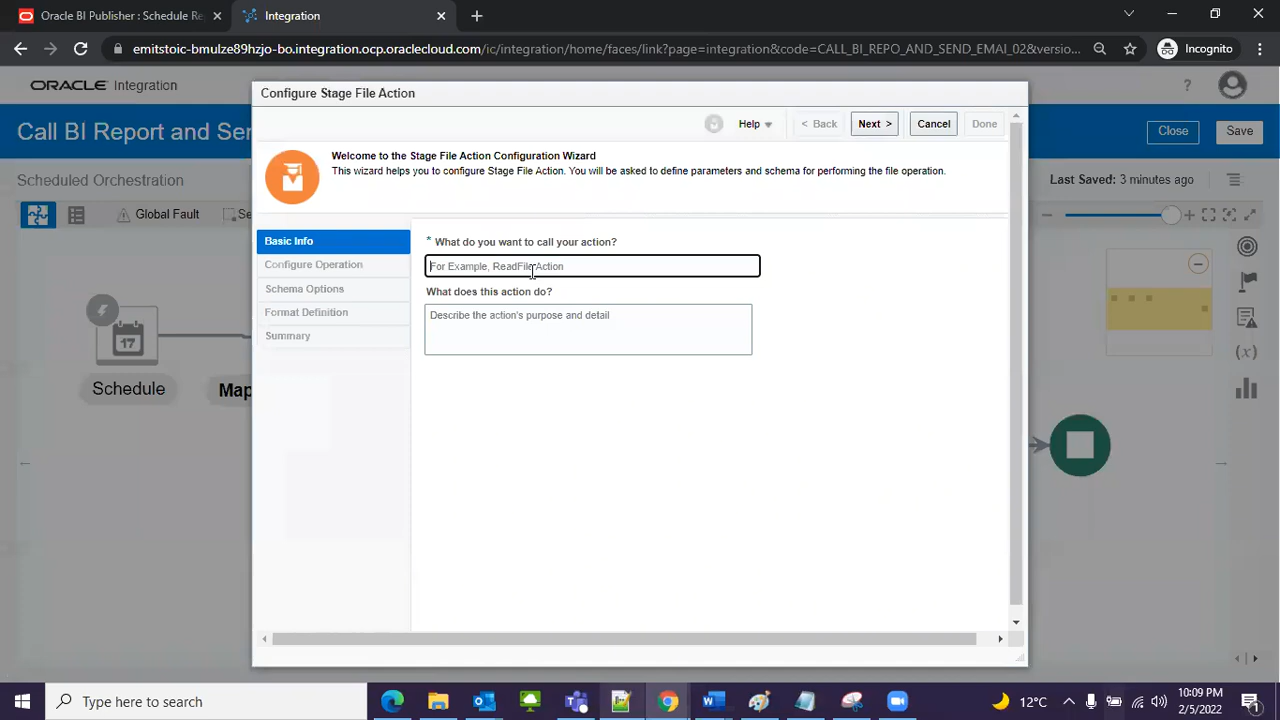 Oracle BI Publisher : Schedule Re
Integration
emitstoic-bmulze89hzjo-bo.integration.ocp.oraclecloud.com/ic/integration/home/faces/link?page=integration&code=CALL_BI_REPO_AND_SEND_EMAI_02&versio...
Incognito
ORACLE Integration
?
Call BI Report and Ser
Close
Save
Scheduled Orchestration
Last Saved: 3 minutes ago
Global Fault
Se
Configure Stage File Action
Help
< Back
Next >
Cancel
Done
Welcome to the Stage File Action Configuration Wizard
This wizard helps you to configure Stage File Action. You will be asked to define parameters and schema for performing the file operation.
Basic Info
Configure Operation
Schema Options
Format Definition
Summary
* What do you want to call your action?
For Example, ReadFile Action
What does this action do?
Describe the action's purpose and detail
17
Schedule
Map
(x)
Type here to search
12°C
10:09 PM
2/5/2022
1